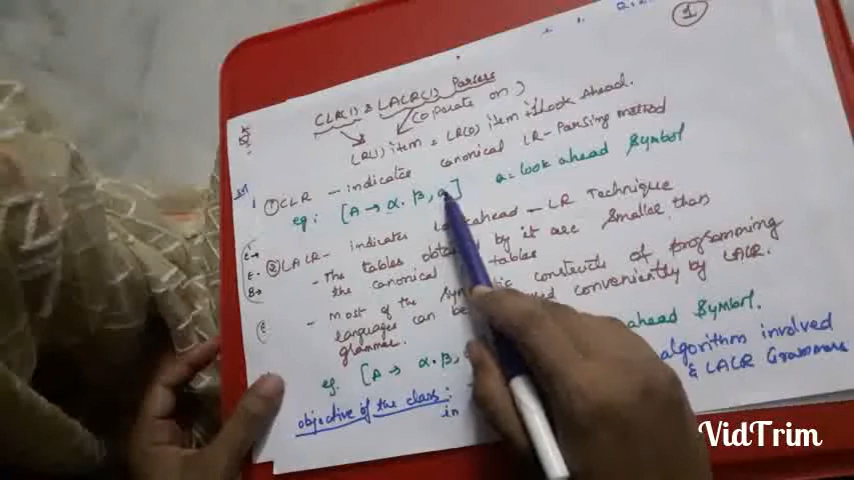 1
CLR(1) & LALR(1) Parsers
(operate on)
LR(1) item = LR(0) item + look ahead.
① CLR - indicates canonical LR - Parsing method
eg: [A → α . β, a] a = look ahead symbol
② LALR - indicates Lookahead - LR Technique
- The tables obtained by it are smaller than
the canonical tables
- Most of the constructs of programming
languages can be conveniently by LALR.
grammar.
eg. [A → α . β, ahead symbol.
objective of the class: algorithm involved
in & LALR Grammars
VidTrim